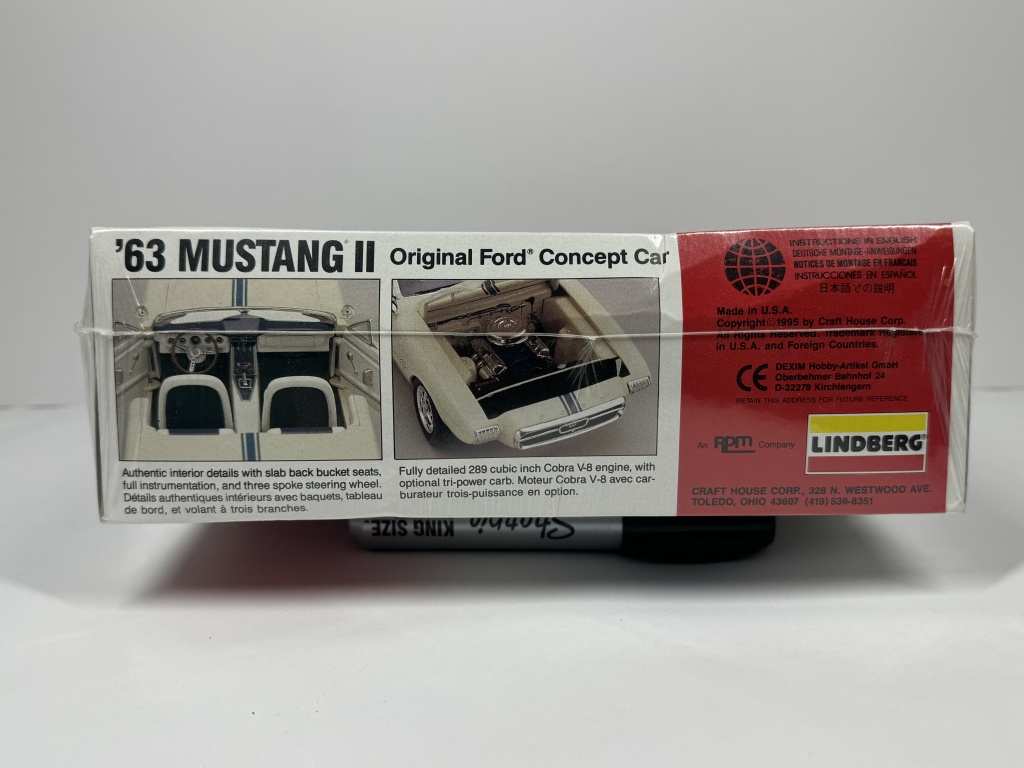 '63 MUSTANG II Original Ford® Concept Car
Authentic interior details with slab back bucket seats,
full instrumentation, and three spoke steering wheel.
Détails authentiques intérieurs avec baquets, tableau
de bord, et volant à trois branches.
Fully detailed 289 cubic inch Cobra V-8 engine, with
optional tri-power carb. Moteur Cobra V-8 avec car-
burateur trois-puissance en option.
INSTRUCTIONS IN ENGLISH
DEUTSCHE MONTAGE-ANWEISUNGEN
NOTICES DE MONTAGE EN FRANCAIS
INSTRUCCIONES EN ESPAÑOL
日本語での説明
Made in U.S.A.
Copyright ©1995 by Craft House Corp.
All Rights Reserved Trademark Register
in U.S.A. and Foreign Countries.
CE
DEXIM Hobby-Artikel GmbH
Oberbehmer Bahnhof 24
D-32278 Kirchlengern
RETAIN THIS ADDRESS FOR FUTURE REFERENCE
An RPM Company
LINDBERG®
CRAFT HOUSE CORP., 328 N. WESTWOOD AVE.
TOLEDO, OHIO 43607 (419) 536-8351
Sharpie
KING SIZE.